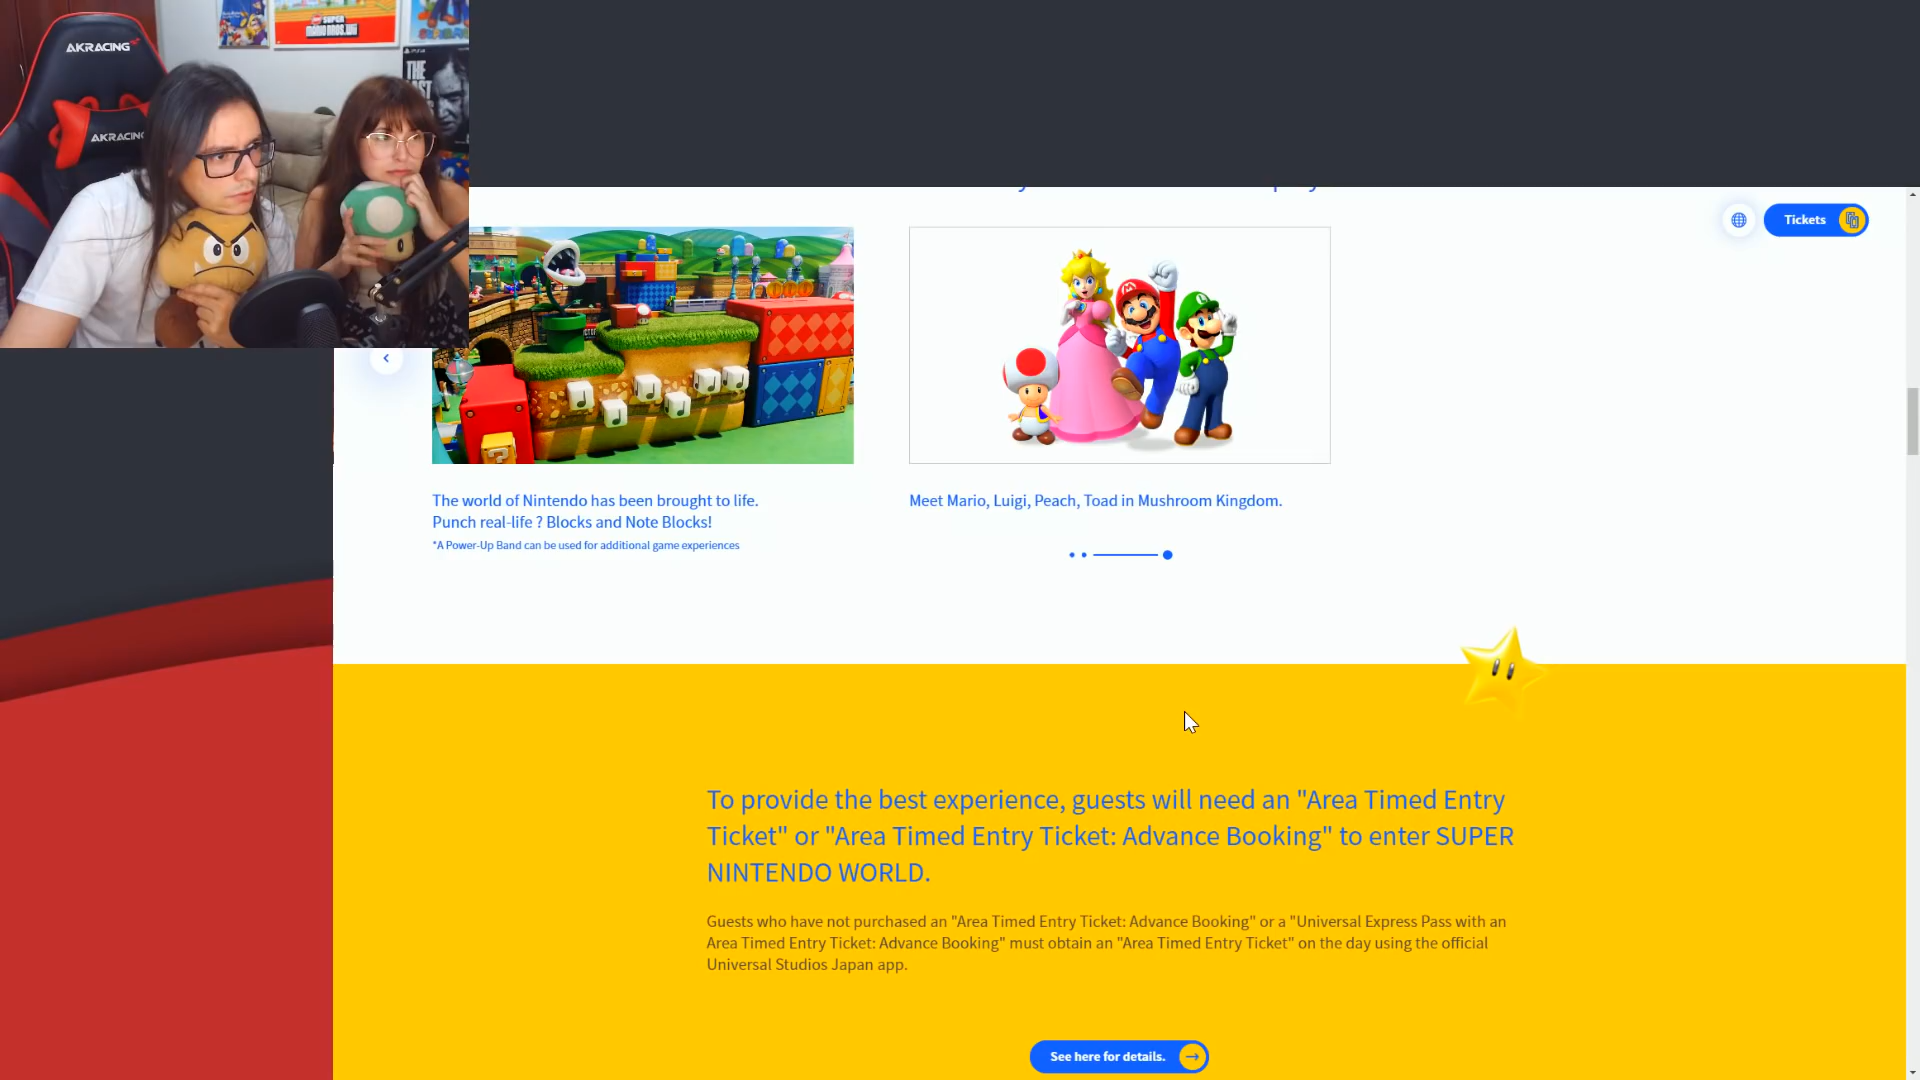 AKRACING
AKRACING
SUPER
MARIO BROS. Wii
THE
Tickets
The world of Nintendo has been brought to life.
Punch real-life ? Blocks and Note Blocks!
*A Power-Up Band can be used for additional game experiences
Meet Mario, Luigi, Peach, Toad in Mushroom Kingdom.
To provide the best experience, guests will need an "Area Timed Entry
Ticket" or "Area Timed Entry Ticket: Advance Booking" to enter SUPER
NINTENDO WORLD.
Guests who have not purchased an "Area Timed Entry Ticket: Advance Booking" or a "Universal Express Pass with an
Area Timed Entry Ticket: Advance Booking" must obtain an "Area Timed Entry Ticket" on the day using the official
Universal Studios Japan app.
See here for details.